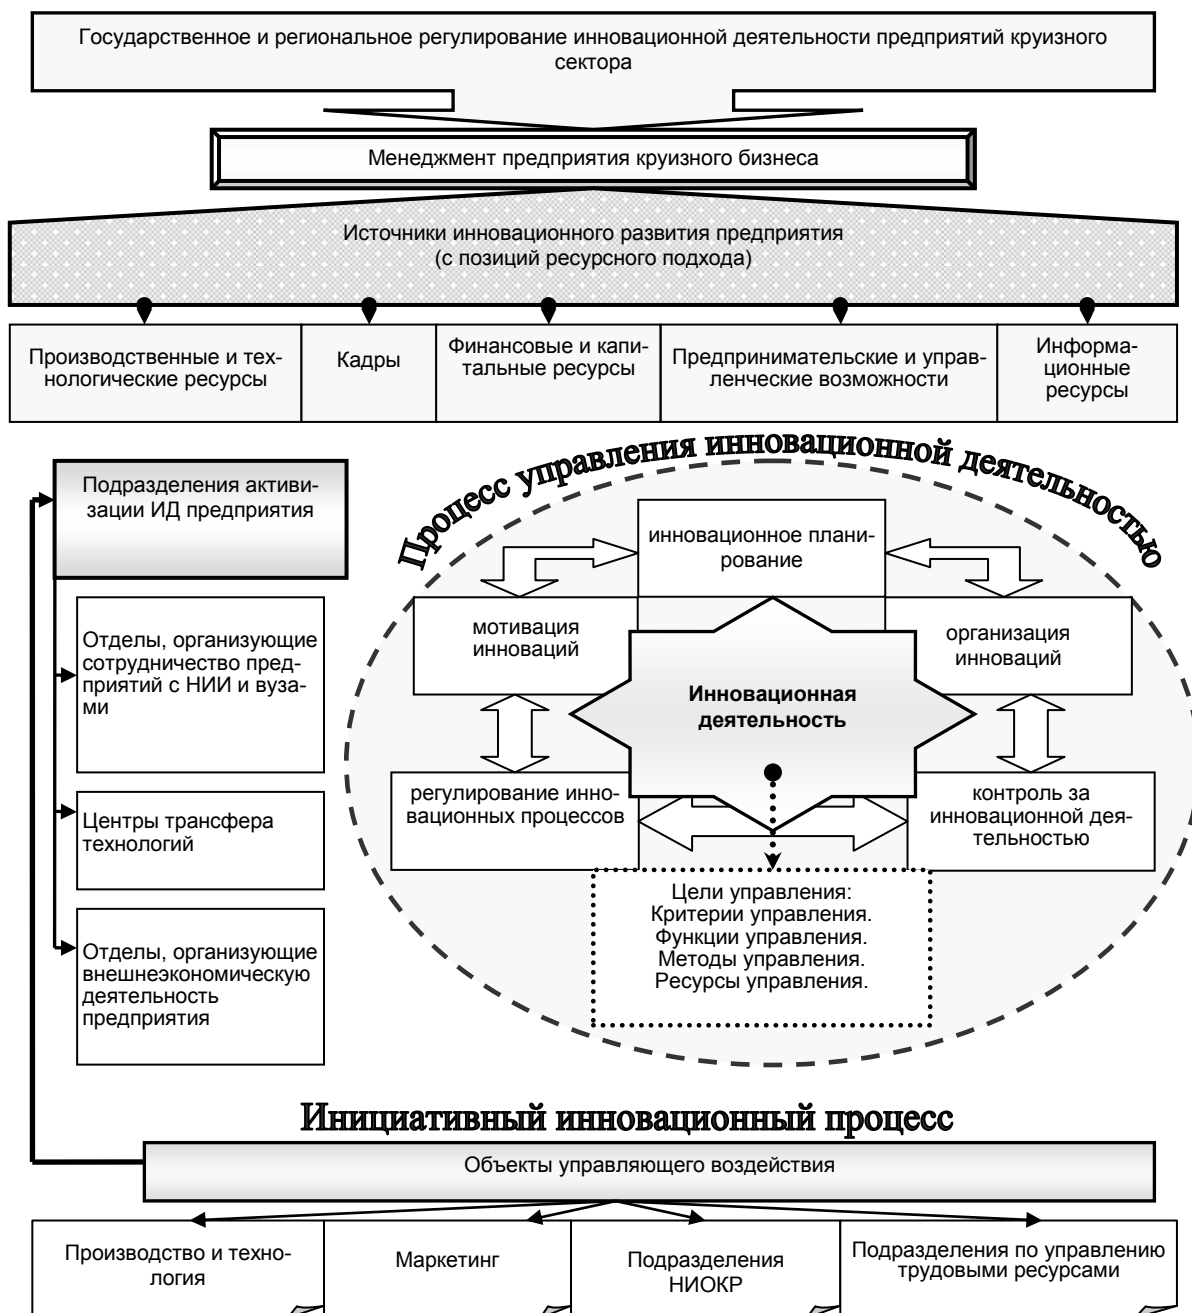 Государственное и региональное регулирование инновационной деятельности предприятий круизного
сектора
Менеджмент предприятия круизного бизнеса
Источники инновационного развития предприятия
(с позиций ресурсного подхода)
Производственные и тех-
нологические ресурсы
Кадры
Финансовые и капи-
тальные ресурсы
Предпринимательские и управ-
ленческие возможности
Информа-
ционные
ресурсы
Подразделения активи-
зации ИД предприятия
Отделы, организующие
сотрудничество пред-
приятий с НИИ и вуза-
ми
Центры трансфера
технологий
Отделы, организующие
внешнеэкономическую
деятельность
предприятия
Процесс управления инновационной деятельностью
инновационное плани-
рование
мотивация
инноваций
организация
инноваций
Инновационная
деятельность
регулирование инно-
вационных процессов
контроль за
инновационной дея-
тельностью
Цели управления:
Критерии управления.
Функции управления.
Методы управления.
Ресурсы управления.
Инициативный инновационный процесс
Объекты управляющего воздействия
Производство и техно-
логия
Маркетинг
Подразделения
НИОКР
Подразделения по управлению
трудовыми ресурсами